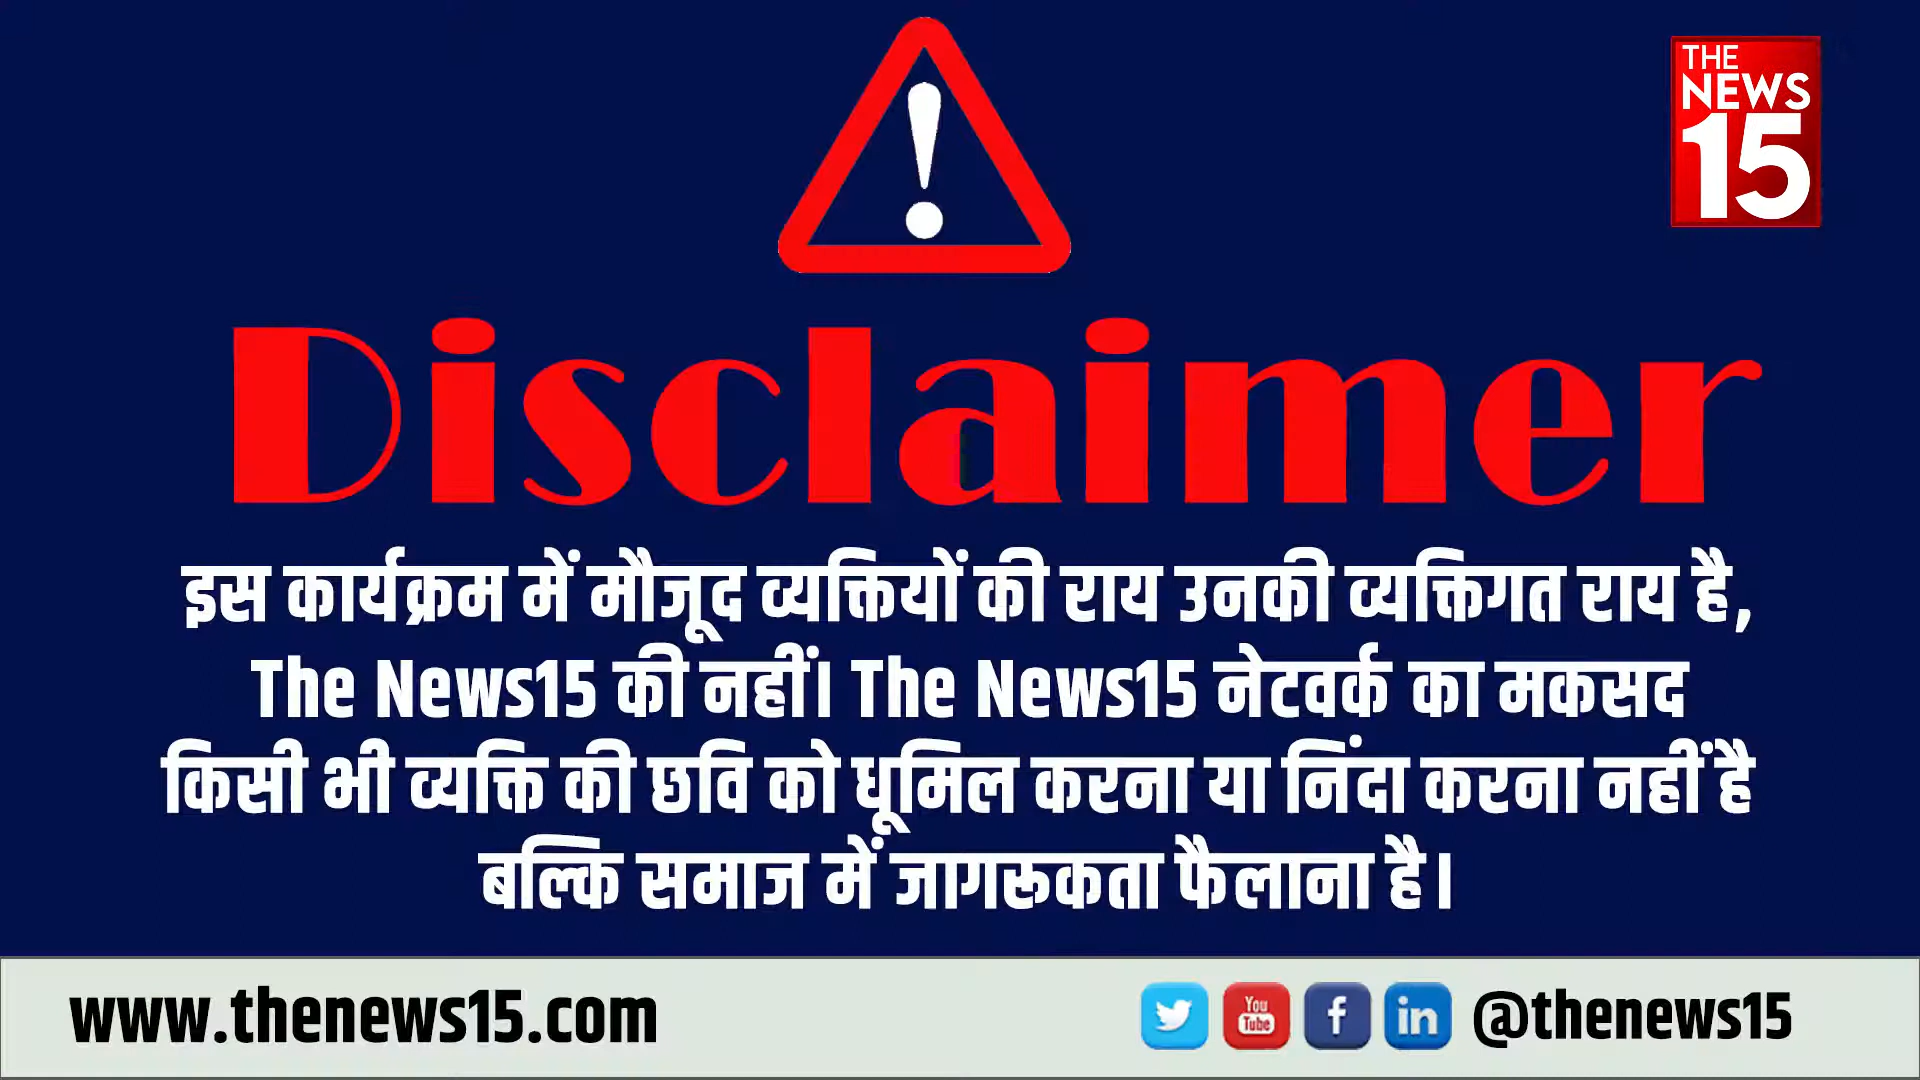 THE
NEWS
15
Disclaimer
इस कार्यक्रम में मौजूद व्यक्तियों की राय उनकी व्यक्तिगत राय है,
The News15 की नहीं। The News15 नेटवर्क का मकसद
किसी भी व्यक्ति की छवि को धूमिल करना या निंदा करना नहीं है
बल्कि समाज में जागरूकता फैलाना है।
www.thenews15.com
You
Tube
f
in
@thenews15